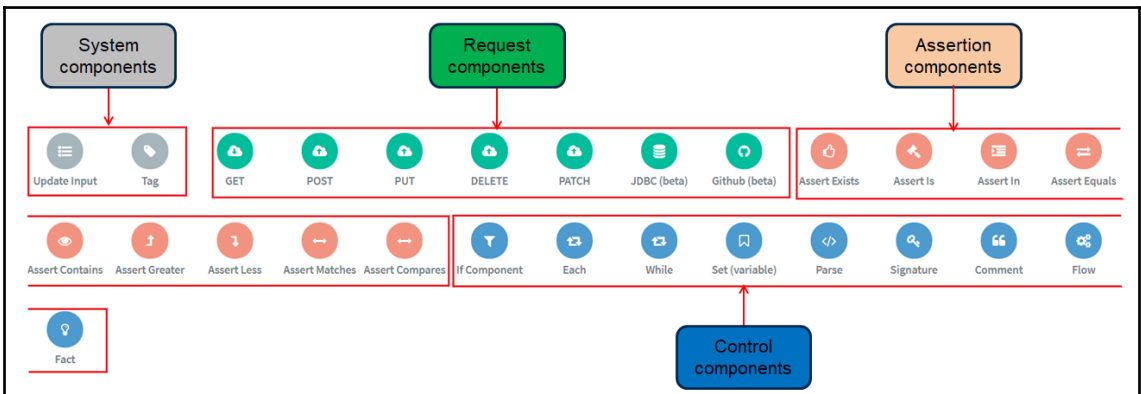 System
components
Request
components
Assertion
components
Update Input Tag GET POST PUT DELETE PATCH JDBC (beta) Github (beta) Assert Exists Assert Is Assert In Assert Equals
Assert Contains Assert Greater Assert Less Assert Matches Assert Compares If Component Each While Set (variable) Parse Signature Comment Flow
Fact
Control
components